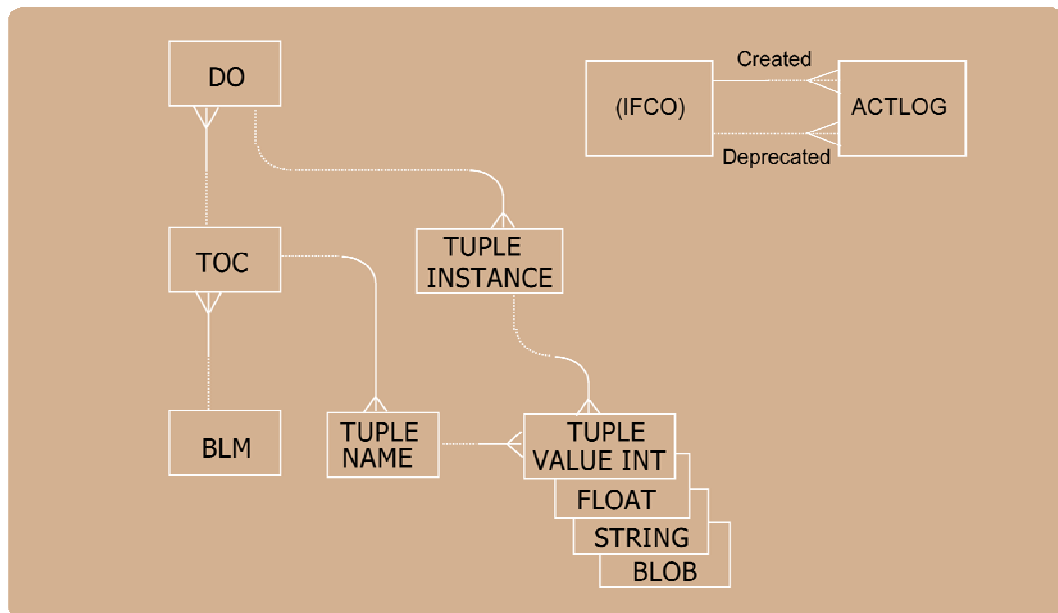 DO
Created
(IFCO)
ACTLOG
Deprecated
TOC
TUPLE
INSTANCE
BLM
TUPLE
NAME
TUPLE
VALUE INT
FLOAT
STRING
BLOB